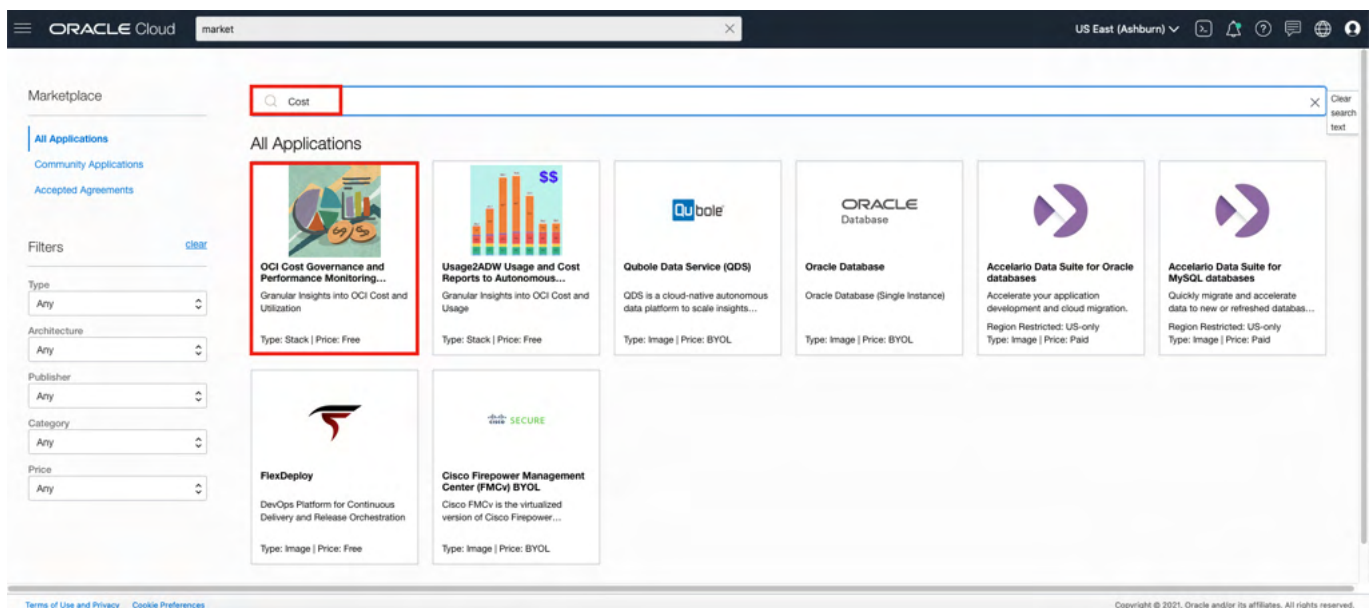 ORACLE Cloud
market
US East (Ashburn)
Marketplace
All Applications
Community Applications
Accepted Agreements
Filters
clear
Type
Any
Architecture
Any
Publisher
Any
Category
Any
Price
Any
Cost
Clear
search
text
All Applications
OCI Cost Governance and
Performance Monitoring...
Granular Insights into OCI Cost and
Utilization
Type: Stack | Price: Free
$$
Usage2ADW Usage and Cost
Reports to Autonomous...
Granular Insights into OCI Cost and
Usage
Type: Stack | Price: Free
Qubole
Qubole Data Service (QDS)
QDS is a cloud-native autonomous
data platform to scale insights...
Type: Image | Price: BYOL
ORACLE
Database
Oracle Database
Oracle Database (Single Instance)
Type: Image | Price: BYOL
Accelario Data Suite for Oracle
databases
Accelerate your application
development and cloud migration.
Region Restricted: US-only
Type: Image | Price: Paid
Accelario Data Suite for
MySQL databases
Quickly migrate and accelerate
data to new or refreshed databas...
Region Restricted: US-only
Type: Image | Price: Paid
FlexDeploy
DevOps Platform for Continuous
Delivery and Release Orchestration
Type: Image | Price: Free
CISCO SECURE
Cisco Firepower Management
Center (FMCv) BYOL
Cisco FMCv is the virtualized
version of Cisco Firepower...
Type: Image | Price: BYOL
Terms of Use and Privacy
Cookie Preferences
Copyright © 2021, Oracle and/or its affiliates. All rights reserved.